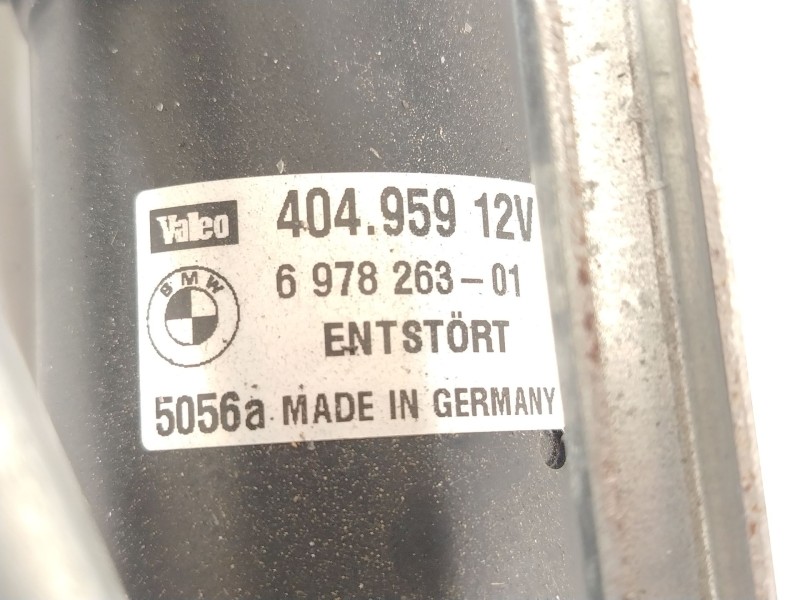 Valeo 404.959 12V
BMW 6 978 263-01
ENTSTÖRT
5056a MADE IN GERMANY